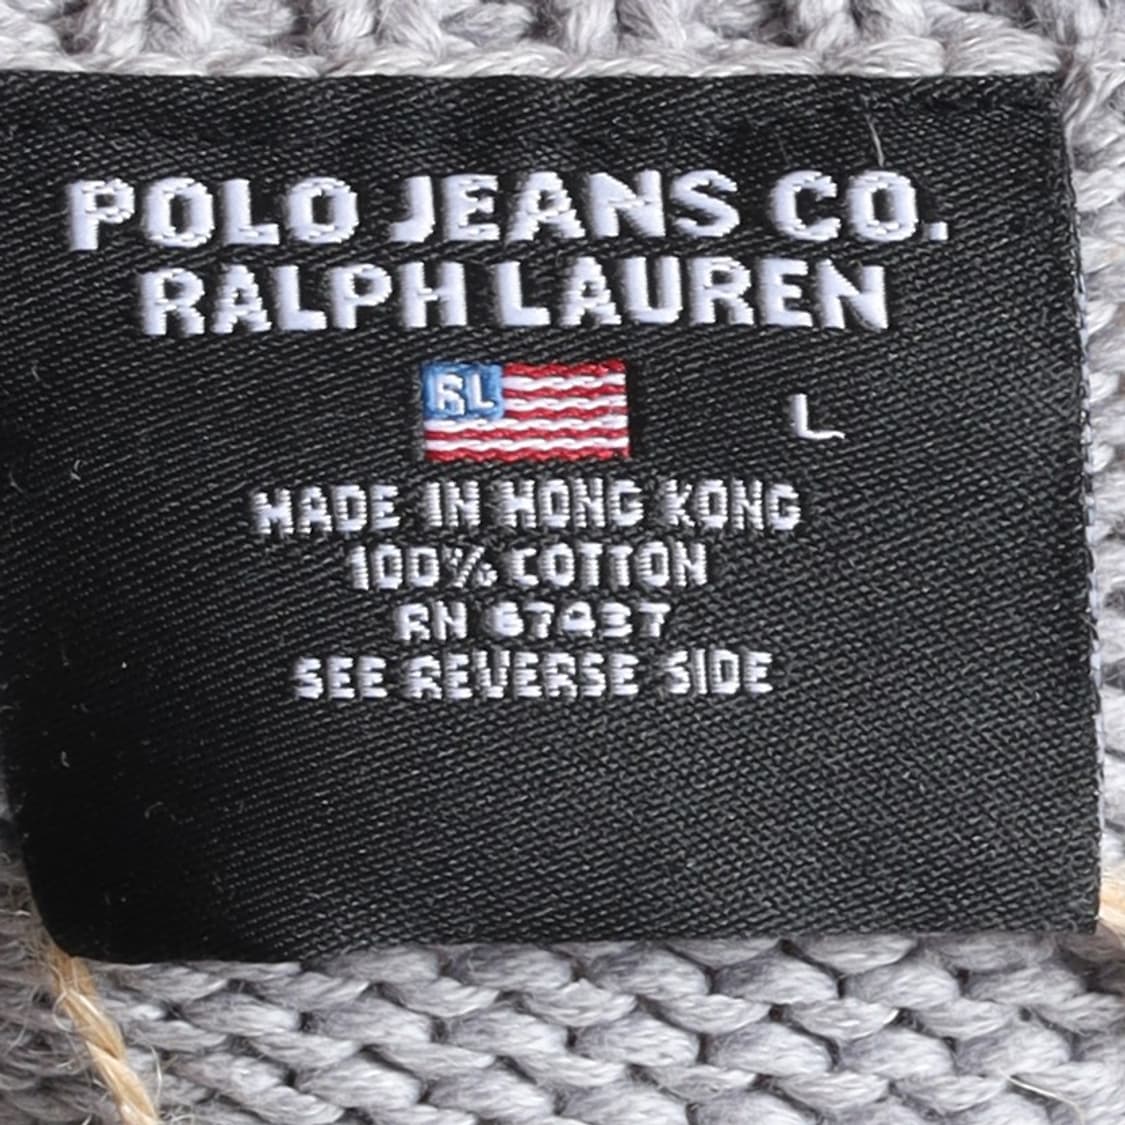 POLO JEANS CO.
RALPH LAUREN
RL
L
MADE IN HONG KONG
100% COTTON
RN 67437
SEE REVERSE SIDE